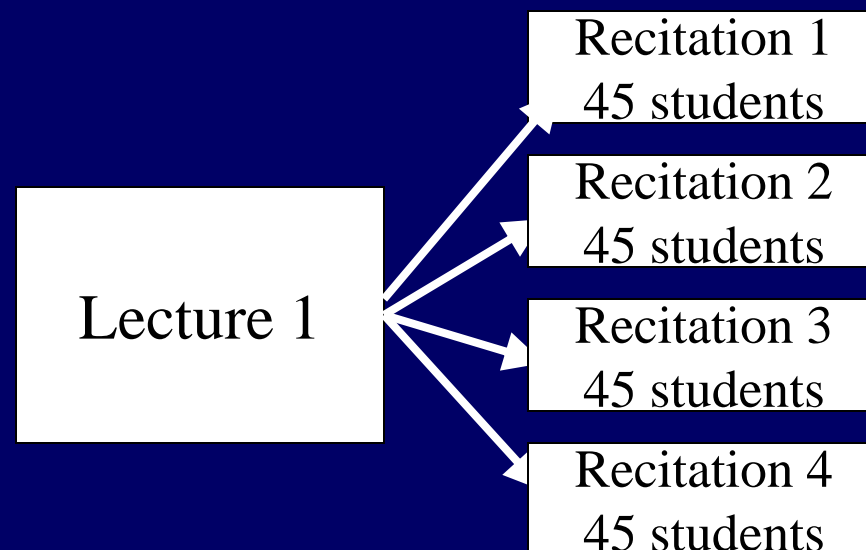 Recitation 1
45 students
Recitation 2
45 students
Lecture 1
Recitation 3
45 students
Recitation 4
45 students